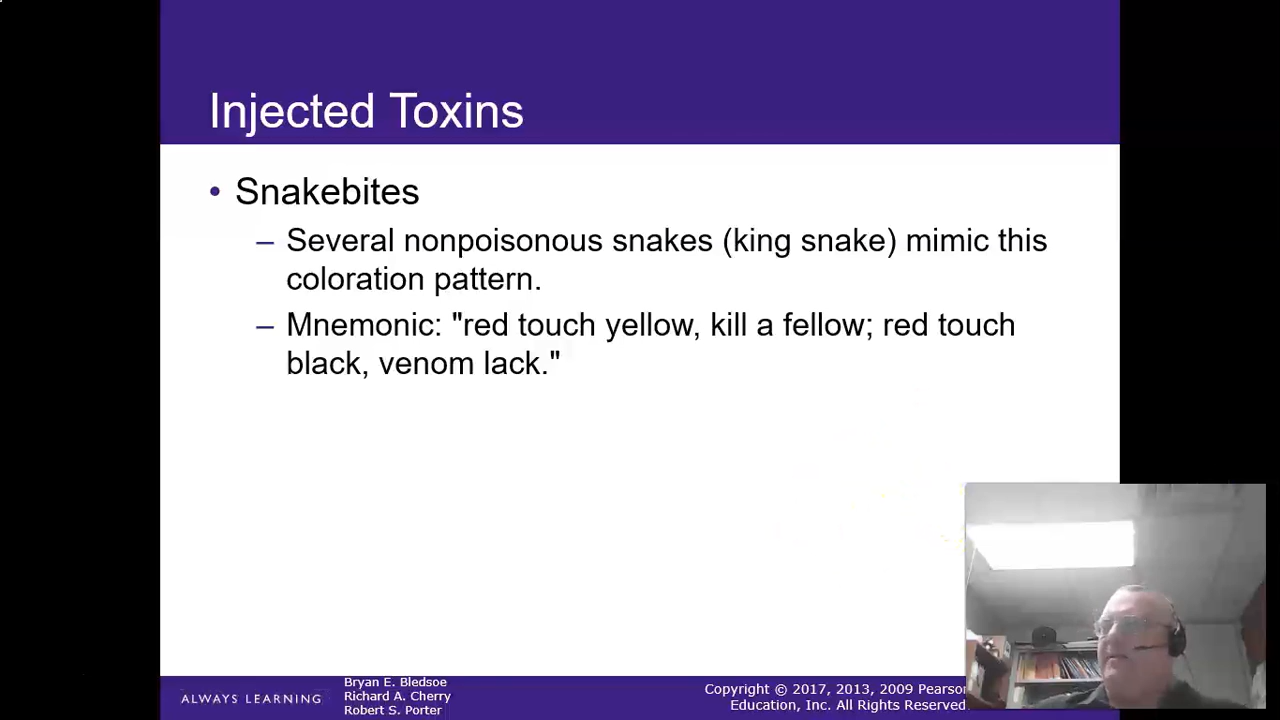 Injected Toxins
• Snakebites
– Several nonpoisonous snakes (king snake) mimic this
coloration pattern.
– Mnemonic: "red touch yellow, kill a fellow; red touch
black, venom lack."
ALWAYS LEARNING
Bryan E. Bledsoe
Richard A. Cherry
Robert S. Porter
Copyright © 2017, 2013, 2009 Pearson
Education, Inc. All Rights Reserved.